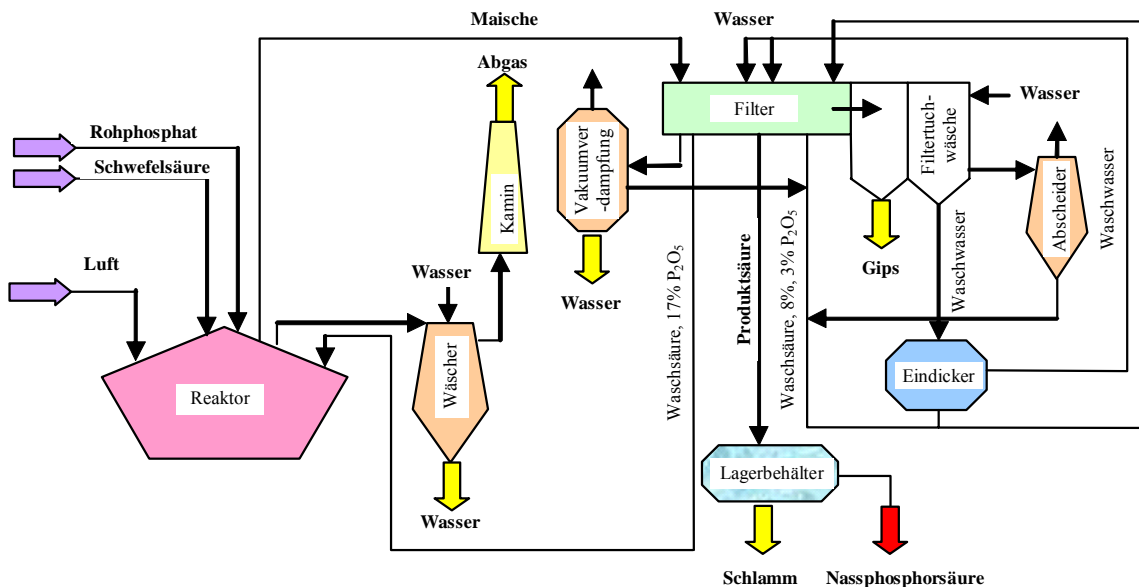 Maische
Wasser
Abgas
Filter
Wasser
Filtertuch-
wäsche
Rohphosphat
Schwefelsäure
Vakuumver
-dampfung
Kamin
Abscheider
Waschwasser
Luft
Wasser
Wasser
Gips
Waschwasser
Waschsäure, 17% P₂O₅
Produktsäure
Waschsäure, 8%, 3% P₂O₅
Reaktor
Wäscher
Eindicker
Lagerbehälter
Wasser
Schlamm
Nassphosphorsäure